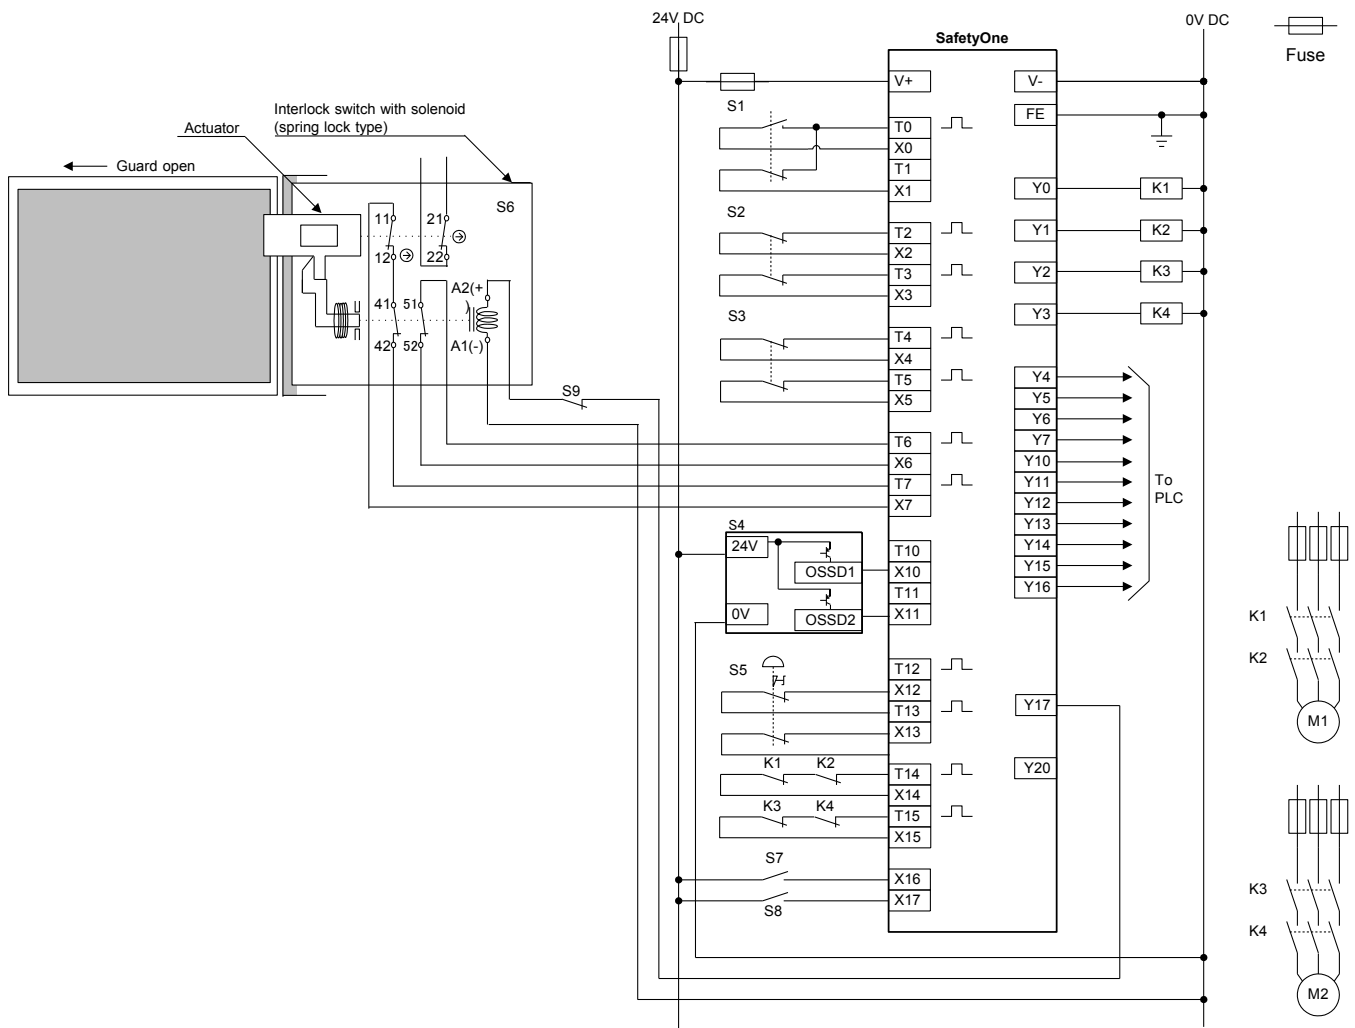 24V DC
0V DC
Fuse
SafetyOne
V+
V-
S1
FE
T0
X0
T1
X1
Interlock switch with solenoid
(spring lock type)
Actuator
Guard open
S6
11
21
12
22
A2(+
)
41
51
42
52
A1(-)
Y0
K1
Y1
K2
Y2
K3
Y3
K4
S2
T2
X2
T3
X3
S3
T4
X4
T5
X5
S9
T6
X6
T7
X7
Y4
Y5
Y6
Y7
Y10
Y11
Y12
Y13
Y14
Y15
Y16
To
PLC
S4
24V
OSSD1
0V
OSSD2
T10
X10
T11
X11
S5
T12
X12
T13
X13
Y17
K1
K2
T14
X14
Y20
K3
K4
T15
X15
S7
X16
S8
X17
K1
K2
M1
K3
K4
M2